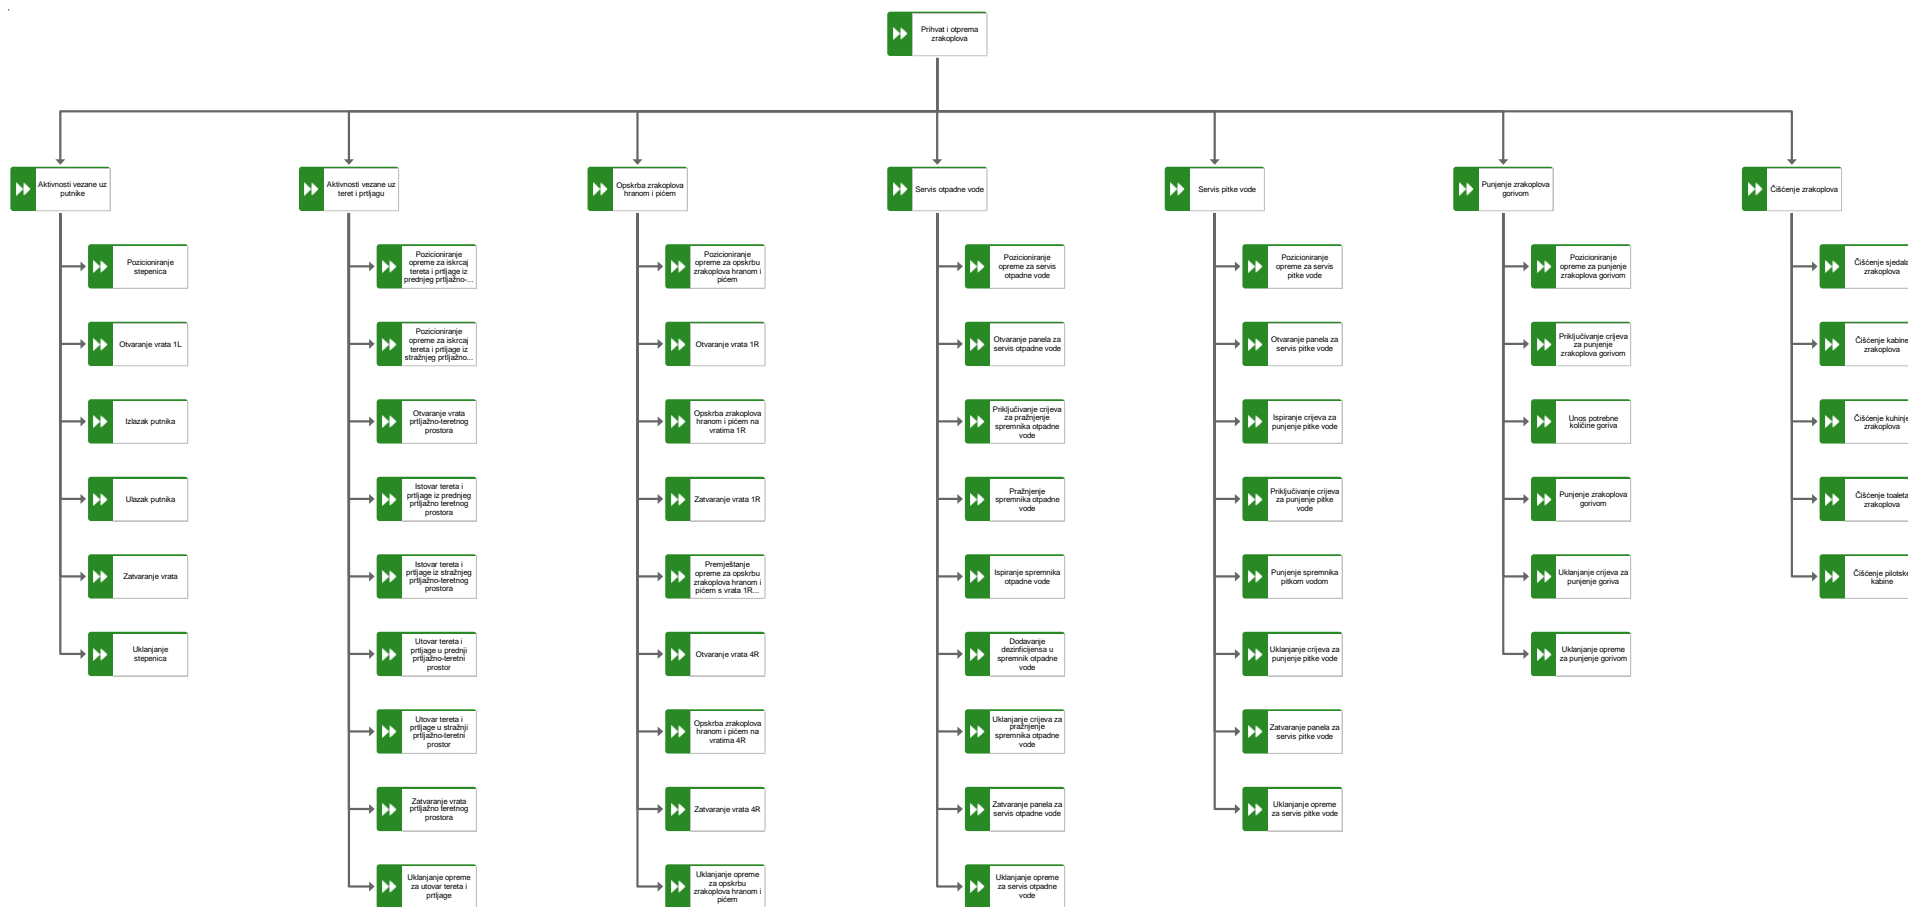 Prihvat i otprema
zrakoplova
Aktivnosti vezane uz
putnike
Aktivnosti vezane uz
teret i prtljagu
Opskrba zrakoplova
hranom i pićem
Servis otpadne vode
Servis pitke vode
Punjenje zrakoplova
gorivom
Čišćenje zrakoplova
Pozicioniranje
stepenica
Otvaranje vrata 1L
Izlazak putnika
Ulazak putnika
Zatvaranje vrata
Uklanjanje
stepenica
Pozicioniranje
opreme za iskrcaj
tereta i prtljage iz
prednjeg prtljažno-...
Pozicioniranje
opreme za iskrcaj
tereta i prtljage iz
stražnjeg prtljažno...
Otvaranje vrata
prtljažno-teretnog
prostora
Istovar tereta i
prtljage iz prednjeg
prtljažno teretnog
prostora
Istovar tereta i
prtljage iz stražnjeg
prtljažno-teretnog
prostora
Utovar tereta i
prtljage u prednji
prtljažno-teretni
prostor
Utovar tereta i
prtljage u stražnji
prtljažno-teretni
prostor
Zatvaranje vrata
prtljažno teretnog
prostora
Uklanjanje opreme
za utovar tereta i
prtljage
Pozicioniranje
opreme za opskrbu
zrakoplova hranom i
pićem
Otvaranje vrata 1R
Opskrba zrakoplova
hranom i pićem na
vratima 1R
Zatvaranje vrata 1R
Premještanje
opreme za opskrbu
zrakoplova hranom i
pićem s vrata 1R...
Otvaranje vrata 4R
Opskrba zrakoplova
hranom i pićem na
vratima 4R
Zatvaranje vrata 4R
Uklanjanje opreme
za opskrbu
zrakoplova hranom i
pićem
Pozicioniranje
opreme za servis
otpadne vode
Otvaranje panela za
servis otpadne vode
Priključivanje crijeva
za pražnjenje
spremnika otpadne
vode
Pražnjenje
spremnika otpadne
vode
Ispiranje spremnika
otpadne vode
Dodavanje
dezinficijensa u
spremnik otpadne
vode
Uklanjanje crijeva za
pražnjenje
spremnika otpadne
vode
Zatvaranje panela za
servis otpadne vode
Uklanjanje opreme
za servis otpadne
vode
Pozicioniranje
opreme za servis
pitke vode
Otvaranje panela za
servis pitke vode
Ispiranje crijeva za
punjenje pitke vode
Priključivanje crijeva
za punjenje pitke
vode
Punjenje spremnika
pitkom vodom
Uklanjanje crijeva za
punjenje pitke vode
Zatvaranje panela za
servis pitke vode
Uklanjanje opreme
za servis pitke vode
Pozicioniranje
opreme za punjenje
zrakoplova gorivom
Priključivanje crijeva
za punjenje
zrakoplova gorivom
Unos potrebne
količine goriva
Punjenje zrakoplova
gorivom
Uklanjanje crijeva za
punjenje goriva
Uklanjanje opreme
za punjenje gorivom
Čišćenje sjedala
zrakoplova
Čišćenje kabine
zrakoplova
Čišćenje kuhinje
zrakoplova
Čišćenje toaleta
zrakoplova
Čišćenje pilotske
kabine